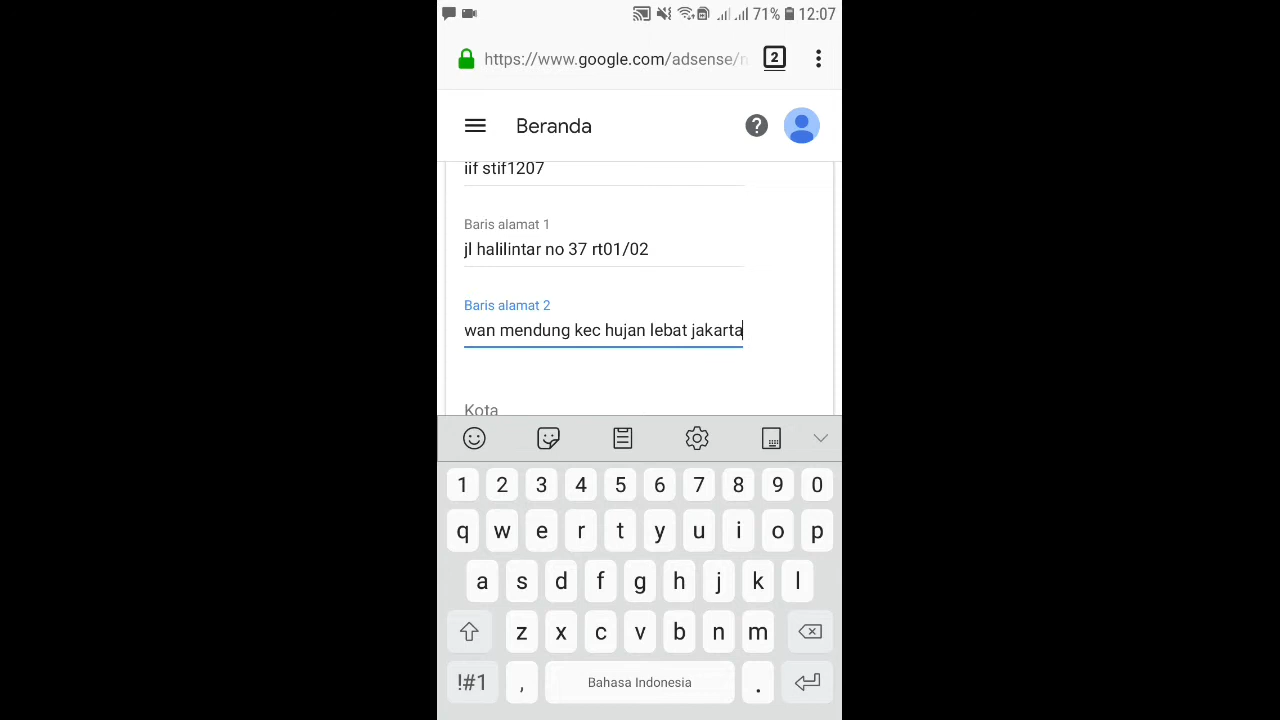 71% 12:07
https://www.google.com/adsense/n
2
Beranda
?
iif stif1207
Baris alamat 1
jl halilintar no 37 rt01/02
Baris alamat 2
wan mendung kec hujan lebat jakarta
Kota
1 2 3 4 5 6 7 8 9 0
q w e r t y u i o p
a s d f g h j k l
z x c v b n m
!#1 , Bahasa Indonesia .